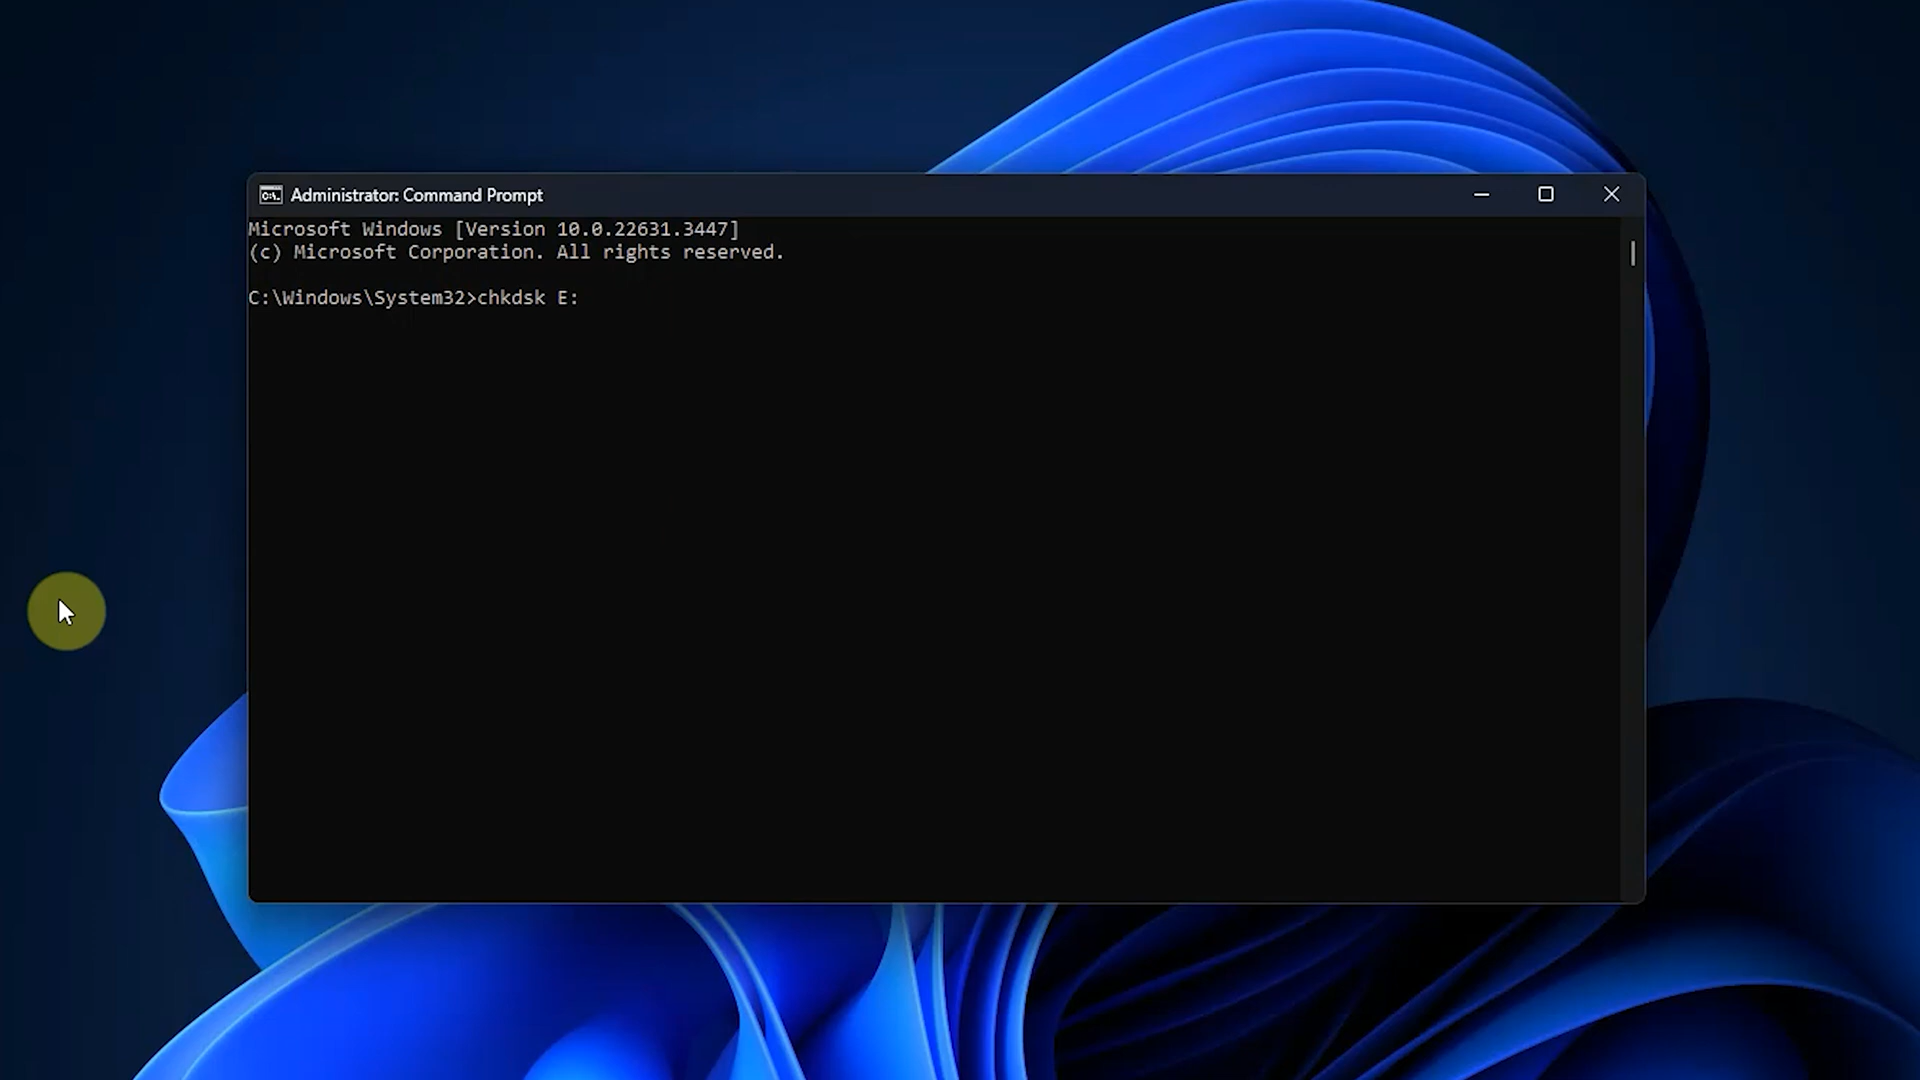 Administrator: Command Prompt
Microsoft Windows [Version 10.0.22631.3447]
(c) Microsoft Corporation. All rights reserved.
C:\Windows\System32>chkdsk E: